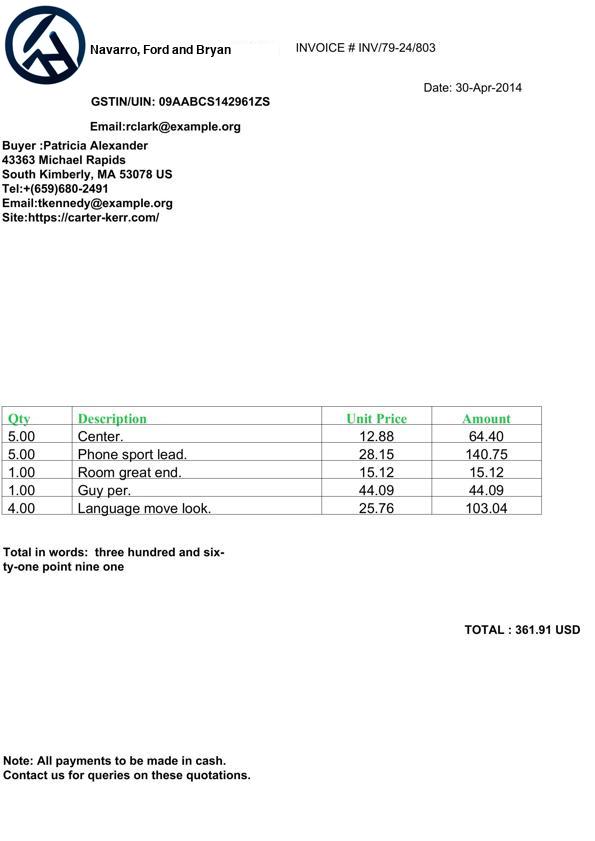 Navarro, Ford and Bryan
INVOICE # INV/79-24/803
Date: 30-Apr-2014
GSTIN/UIN: 09AABCS142961ZS
Email:rclark@example.org
Buyer :Patricia Alexander
43363 Michael Rapids
South Kimberly, MA 53078 US
Tel:+(659)680-2491
Email:tkennedy@example.org
Site:https://carter-kerr.com/
Qty Description Unit Price Amount
5.00 Center. 12.88 64.40
5.00 Phone sport lead. 28.15 140.75
1.00 Room great end. 15.12 15.12
1.00 Guy per. 44.09 44.09
4.00 Language move look. 25.76 103.04
Total in words: three hundred and six-
ty-one point nine one
TOTAL : 361.91 USD
Note: All payments to be made in cash.
Contact us for queries on these quotations.